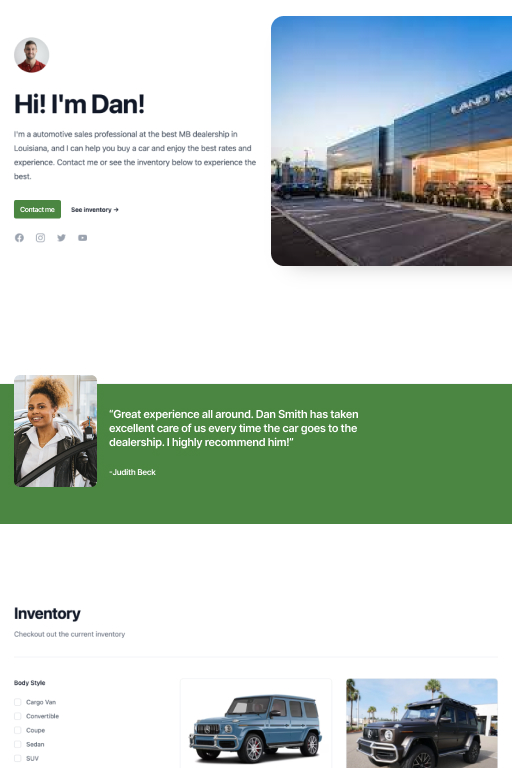 LAND RO
Hi! I'm Dan!
I'm a automotive sales professional at the best MB dealership in
Louisiana, and I can help you buy a car and enjoy the best rates and
experience. Contact me or see the inventory below to experience the
best.
Contact me
See inventory →
“Great experience all around. Dan Smith has taken
excellent care of us every time the car goes to the
dealership. I highly recommend him!”
-Judith Beck
Inventory
Checkout out the current inventory
Body Style
Cargo Van
Convertible
Coupe
Sedan
SUV